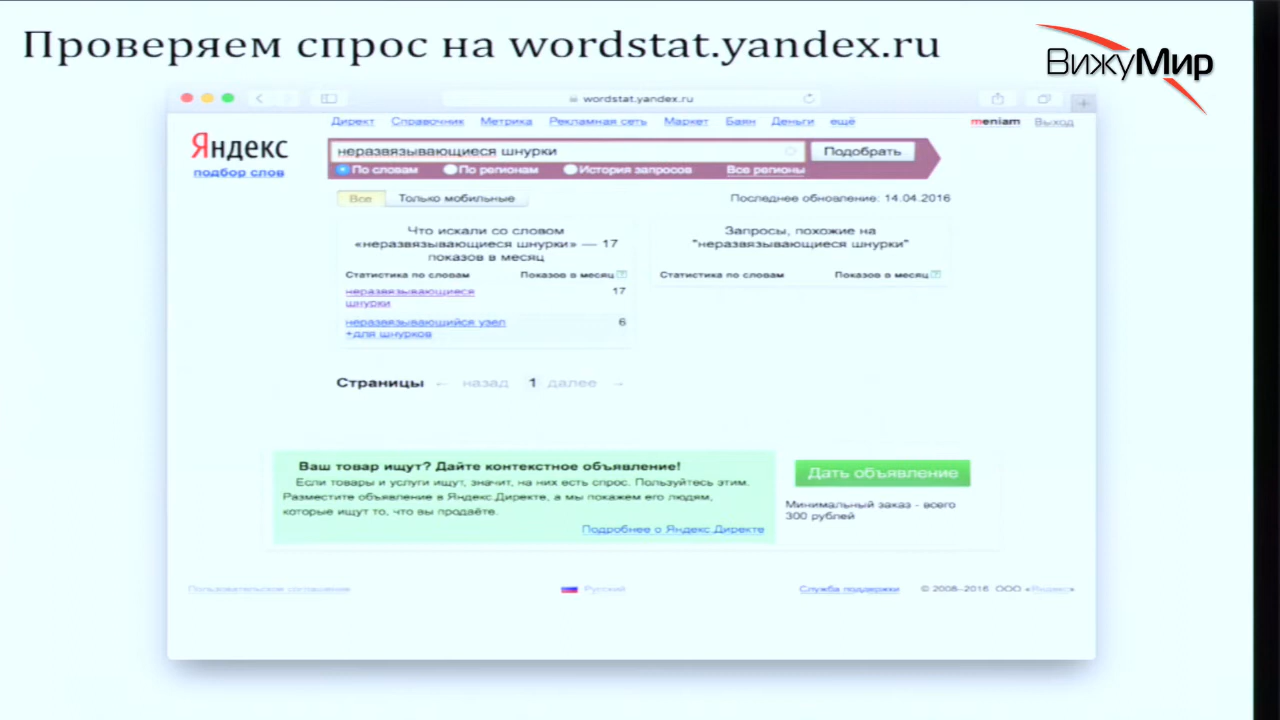 Проверяем спрос на wordstat.yandex.ru
ВижуМир
wordstat.yandex.ru
Директ Справочник Метрика Рекламная сеть Маркет Баян Деньги ещё
meniam Выход
Яндекс
подбор слов
неразвязывающиеся шнурки
Подобрать
По словам По регионам История запросов Все регионы
Все Только мобильные
Последнее обновление: 14.04.2016
Что искали со словом
«неразвязывающиеся шнурки» — 17
показов в месяц
Статистика по словам Показов в месяц ?
неразвязывающиеся 17
шнурки
неразвязывающийся узел 6
+для шнурков
Запросы, похожие на
"неразвязывающиеся шнурки"
Статистика по словам Показов в месяц ?
Страницы ← назад 1 далее →
Ваш товар ищут? Дайте контекстное объявление!
Если товары и услуги ищут, значит, на них есть спрос. Пользуйтесь этим.
Разместите объявление в Яндекс.Директе, а мы покажем его людям,
которые ищут то, что вы продаёте.
Подробнее о Яндекс.Директе
Дать объявление
Минимальный заказ - всего
300 рублей
Пользовательское соглашение
Русский
Служба поддержки
© 2008–2016 ООО «Яндекс»